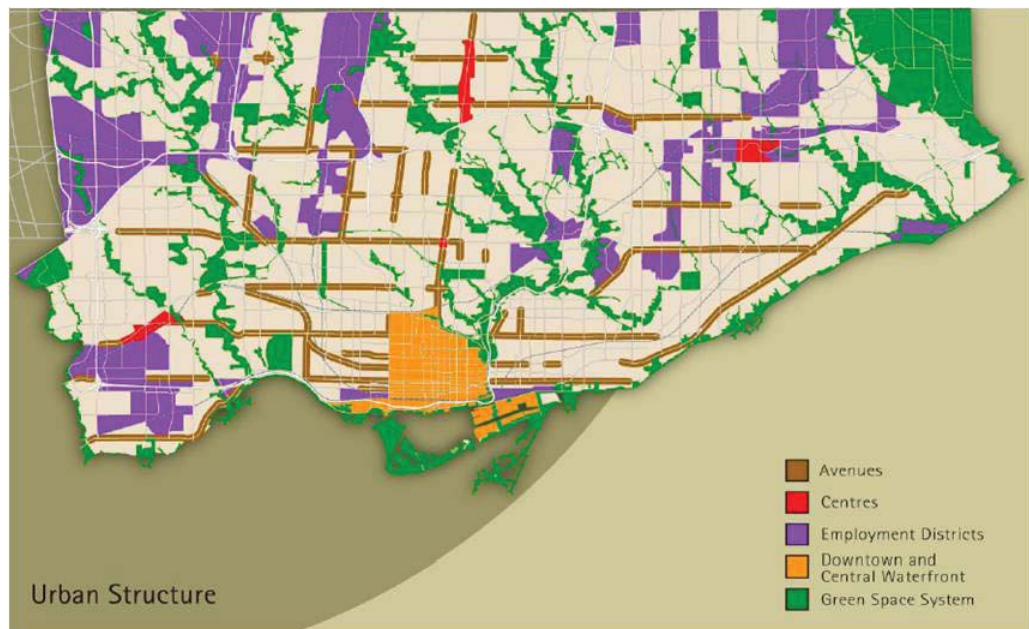 Avenues
Centres
Employment Districts
Downtown and
Central Waterfront
Green Space System
Urban Structure